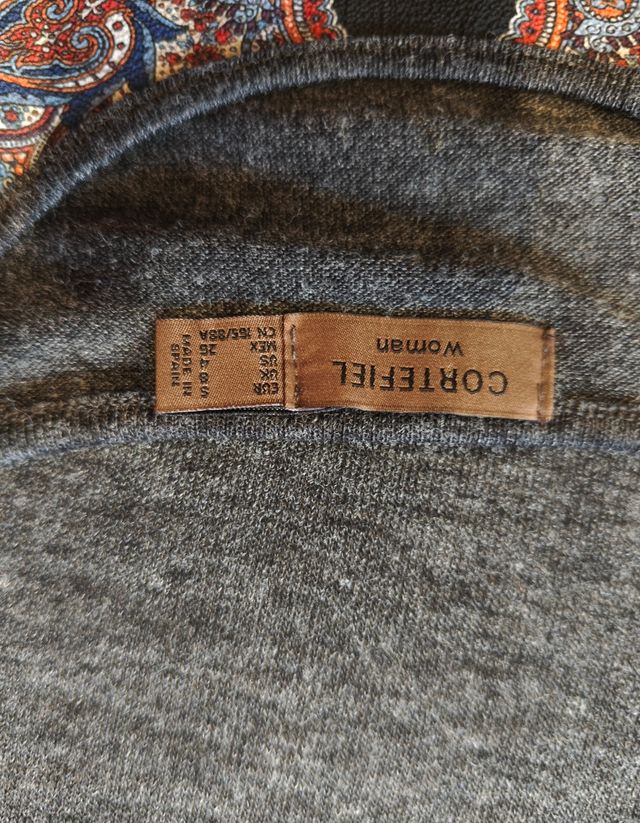 CORTEFIEL
Woman
EUR S
UK 8
US 4
MEX 26
CN 165/88A
MADE IN
SPAIN